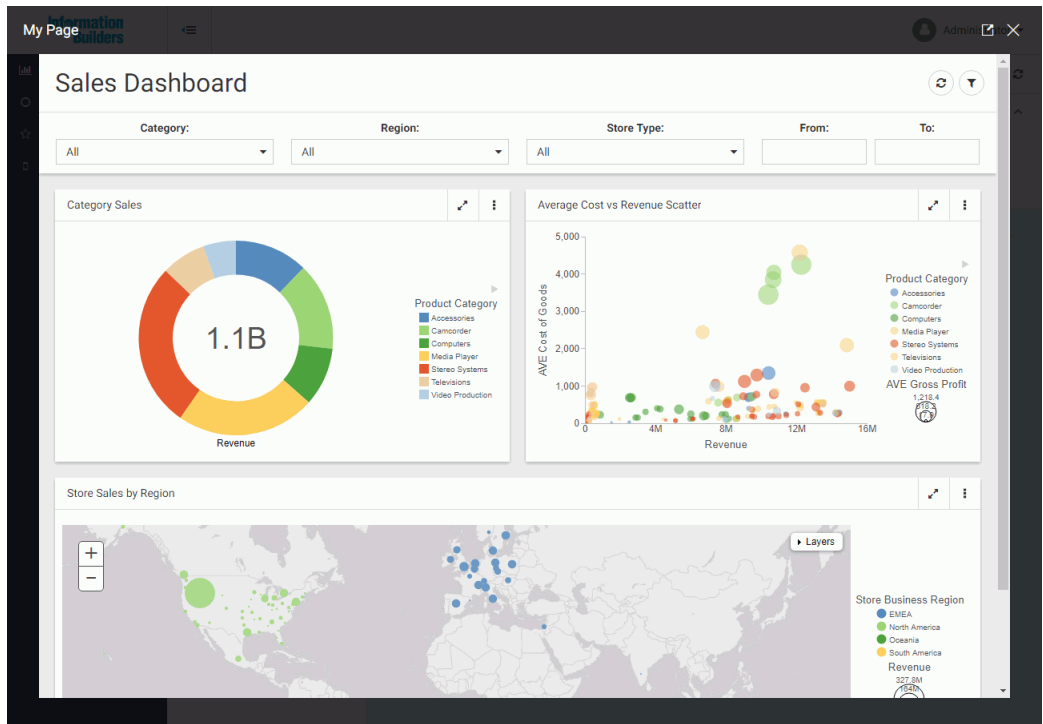 Information
Builders
My Page
Sales Dashboard
Category:
Region:
Store Type:
From:
To:
All
All
All
Category Sales
1.1B
Revenue
Product Category
Accessories
Camcorder
Computers
Media Player
Stereo Systems
Televisions
Video Production
Average Cost vs Revenue Scatter
AVE Cost of Goods
5,000
4,000
3,000
2,000
1,000
0
0
4M
8M
12M
16M
Revenue
Product Category
Accessories
Camcorder
Computers
Media Player
Stereo Systems
Televisions
Video Production
AVE Gross Profit
1,218.4
Store Sales by Region
+
−
Layers
Store Business Region
EMEA
North America
Oceania
South America
Revenue
327.8M
164M